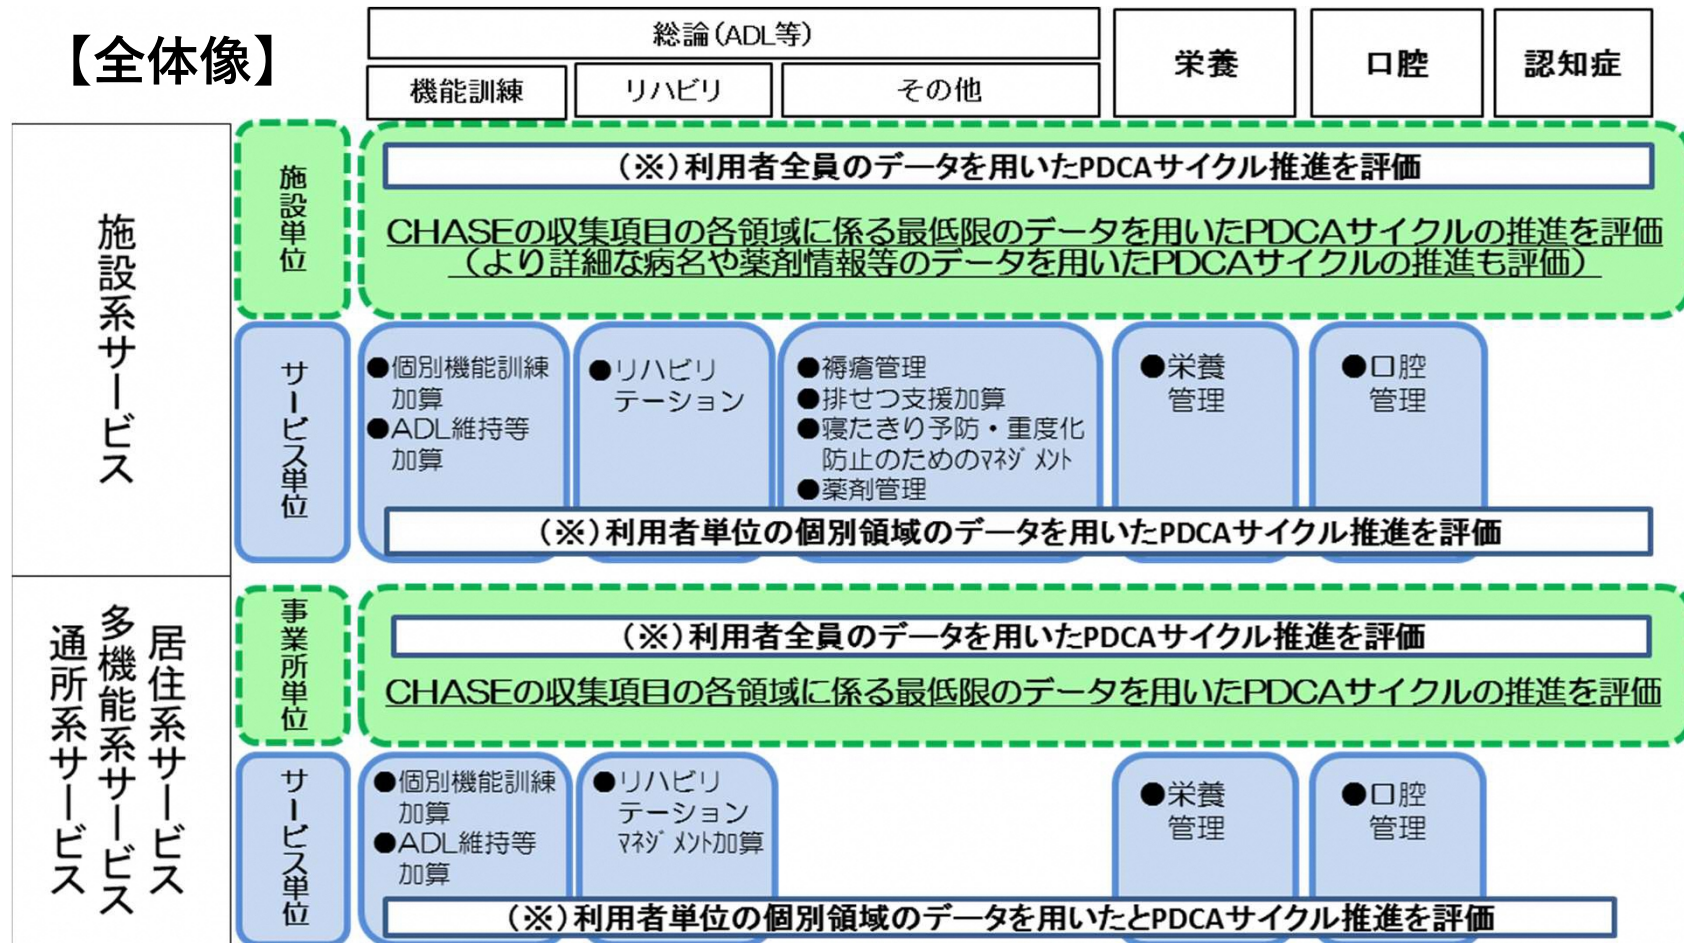 【全体像】
総論(ADL等)
機能訓練
リハビリ
その他
栄養
口腔
認知症
施設系サービス
施設単位
(※)利用者全員のデータを用いたPDCAサイクル推進を評価
CHASEの収集項目の各領域に係る最低限のデータを用いたPDCAサイクルの推進を評価
(より詳細な病名や薬剤情報等のデータを用いたPDCAサイクルの推進も評価)
サービス単位
●個別機能訓練
加算
●ADL維持等
加算
●リハビリ
テーション
●褥瘡管理
●排せつ支援加算
●寝たきり予防・重度化
防止のためのマネジメント
●薬剤管理
●栄養
管理
●口腔
管理
(※)利用者単位の個別領域のデータを用いたPDCAサイクル推進を評価
居住系サービス
多機能系サービス
通所系サービス
事業所単位
(※)利用者全員のデータを用いたPDCAサイクル推進を評価
CHASEの収集項目の各領域に係る最低限のデータを用いたPDCAサイクルの推進を評価
サービス単位
●個別機能訓練
加算
●ADL維持等
加算
●リハビリ
テーション
マネジメント加算
●栄養
管理
●口腔
管理
(※)利用者単位の個別領域のデータを用いたとPDCAサイクル推進を評価